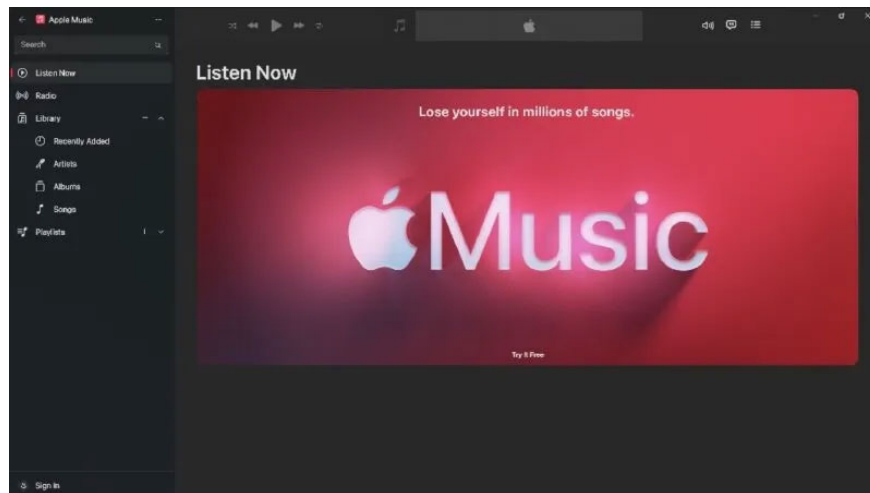 Apple Music
Search
Listen Now
Radio
Library
Recently Added
Artists
Albums
Songs
Playlists
Sign In
Listen Now
Lose yourself in millions of songs.
Music
Try It Free